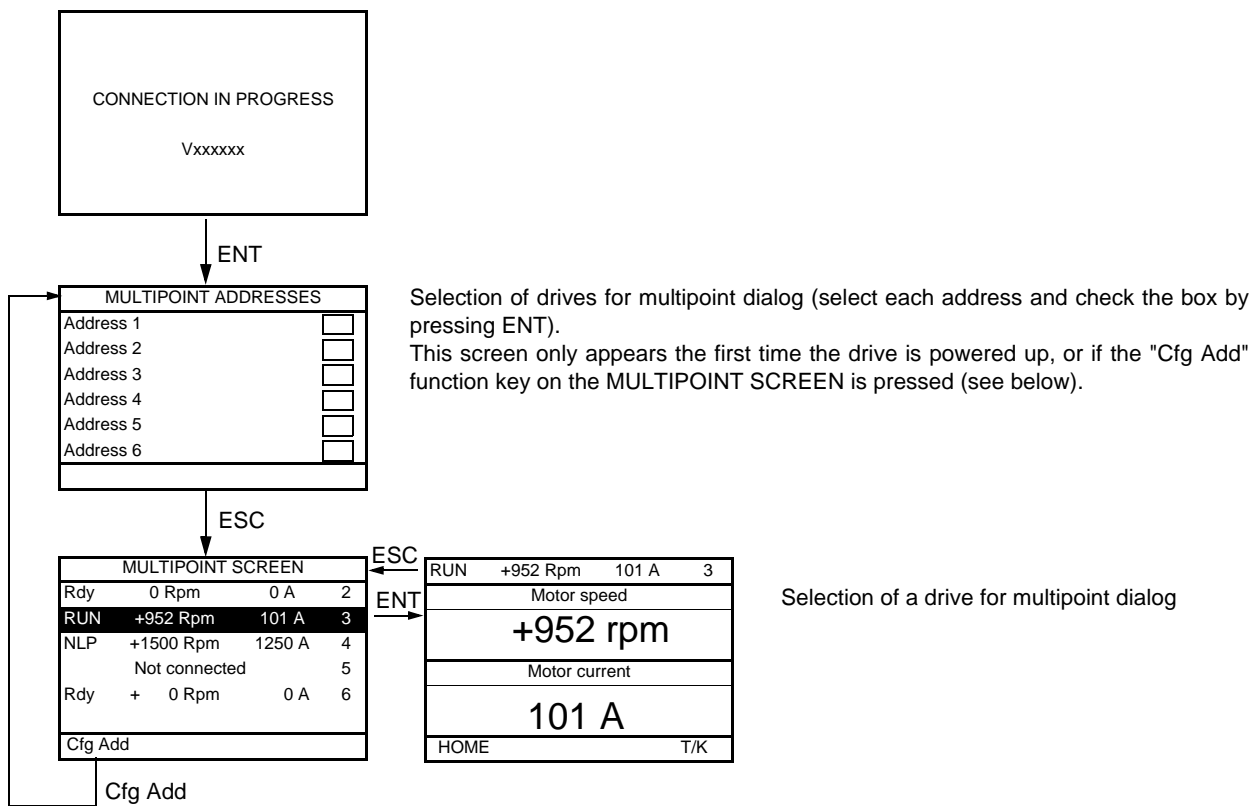 CONNECTION IN PROGRESS
Vxxxxxx
ENT
MULTIPOINT ADDRESSES
Address 1
Address 2
Address 3
Address 4
Address 5
Address 6
Selection of drives for multipoint dialog (select each address and check the box by
pressing ENT).
This screen only appears the first time the drive is powered up, or if the "Cfg Add"
function key on the MULTIPOINT SCREEN is pressed (see below).
ESC
MULTIPOINT SCREEN
Rdy 0 Rpm 0 A 2
RUN +952 Rpm 101 A 3
NLP +1500 Rpm 1250 A 4
Not connected 5
Rdy + 0 Rpm 0 A 6
Cfg Add
ESC
ENT
RUN +952 Rpm 101 A 3
Motor speed
+952 rpm
Motor current
101 A
HOME T/K
Selection of a drive for multipoint dialog
Cfg Add